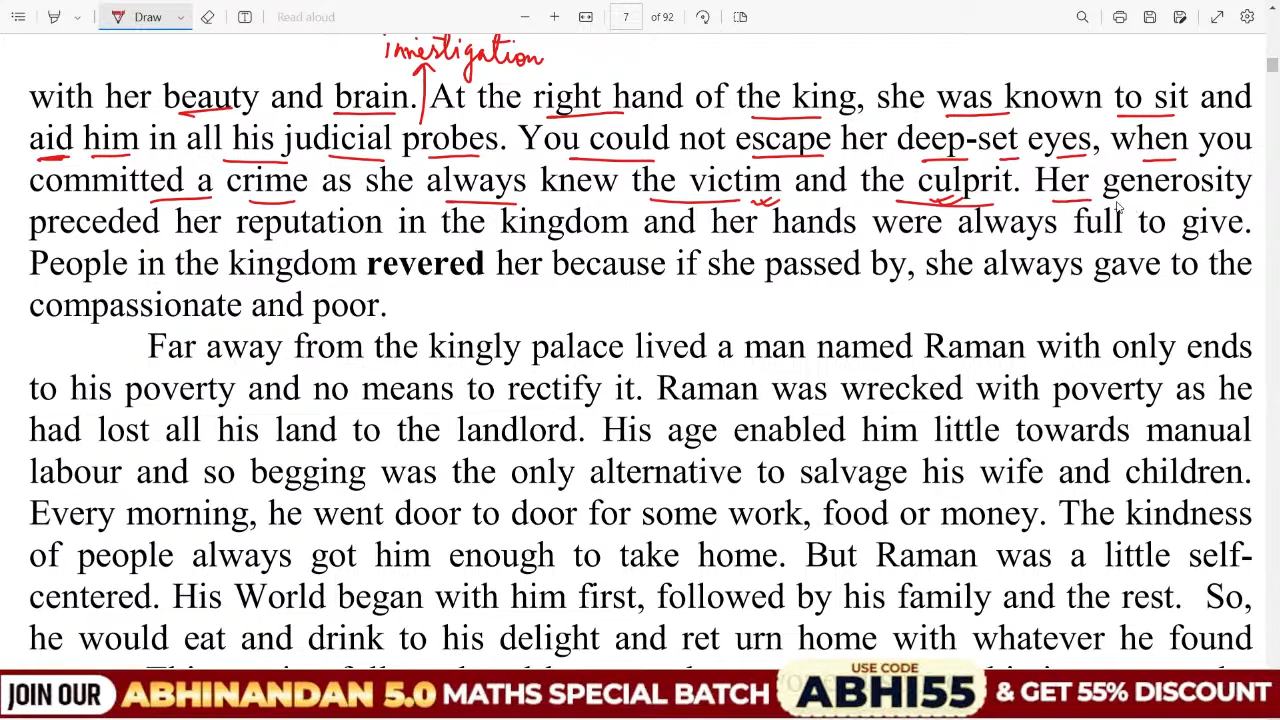 Draw
Read aloud
7
of 92
investigation
with her beauty and brain. At the right hand of the king, she was known to sit and
aid him in all his judicial probes. You could not escape her deep-set eyes, when you
committed a crime as she always knew the victim and the culprit. Her generosity
preceded her reputation in the kingdom and her hands were always full to give.
People in the kingdom revered her because if she passed by, she always gave to the
compassionate and poor.
Far away from the kingly palace lived a man named Raman with only ends
to his poverty and no means to rectify it. Raman was wrecked with poverty as he
had lost all his land to the landlord. His age enabled him little towards manual
labour and so begging was the only alternative to salvage his wife and children.
Every morning, he went door to door for some work, food or money. The kindness
of people always got him enough to take home. But Raman was a little self-
centered. His World began with him first, followed by his family and the rest. So,
he would eat and drink to his delight and ret urn home with whatever he found
JOIN OUR ABHINANDAN 5.0 MATHS SPECIAL BATCH USE CODE ABHI55 & GET 55% DISCOUNT